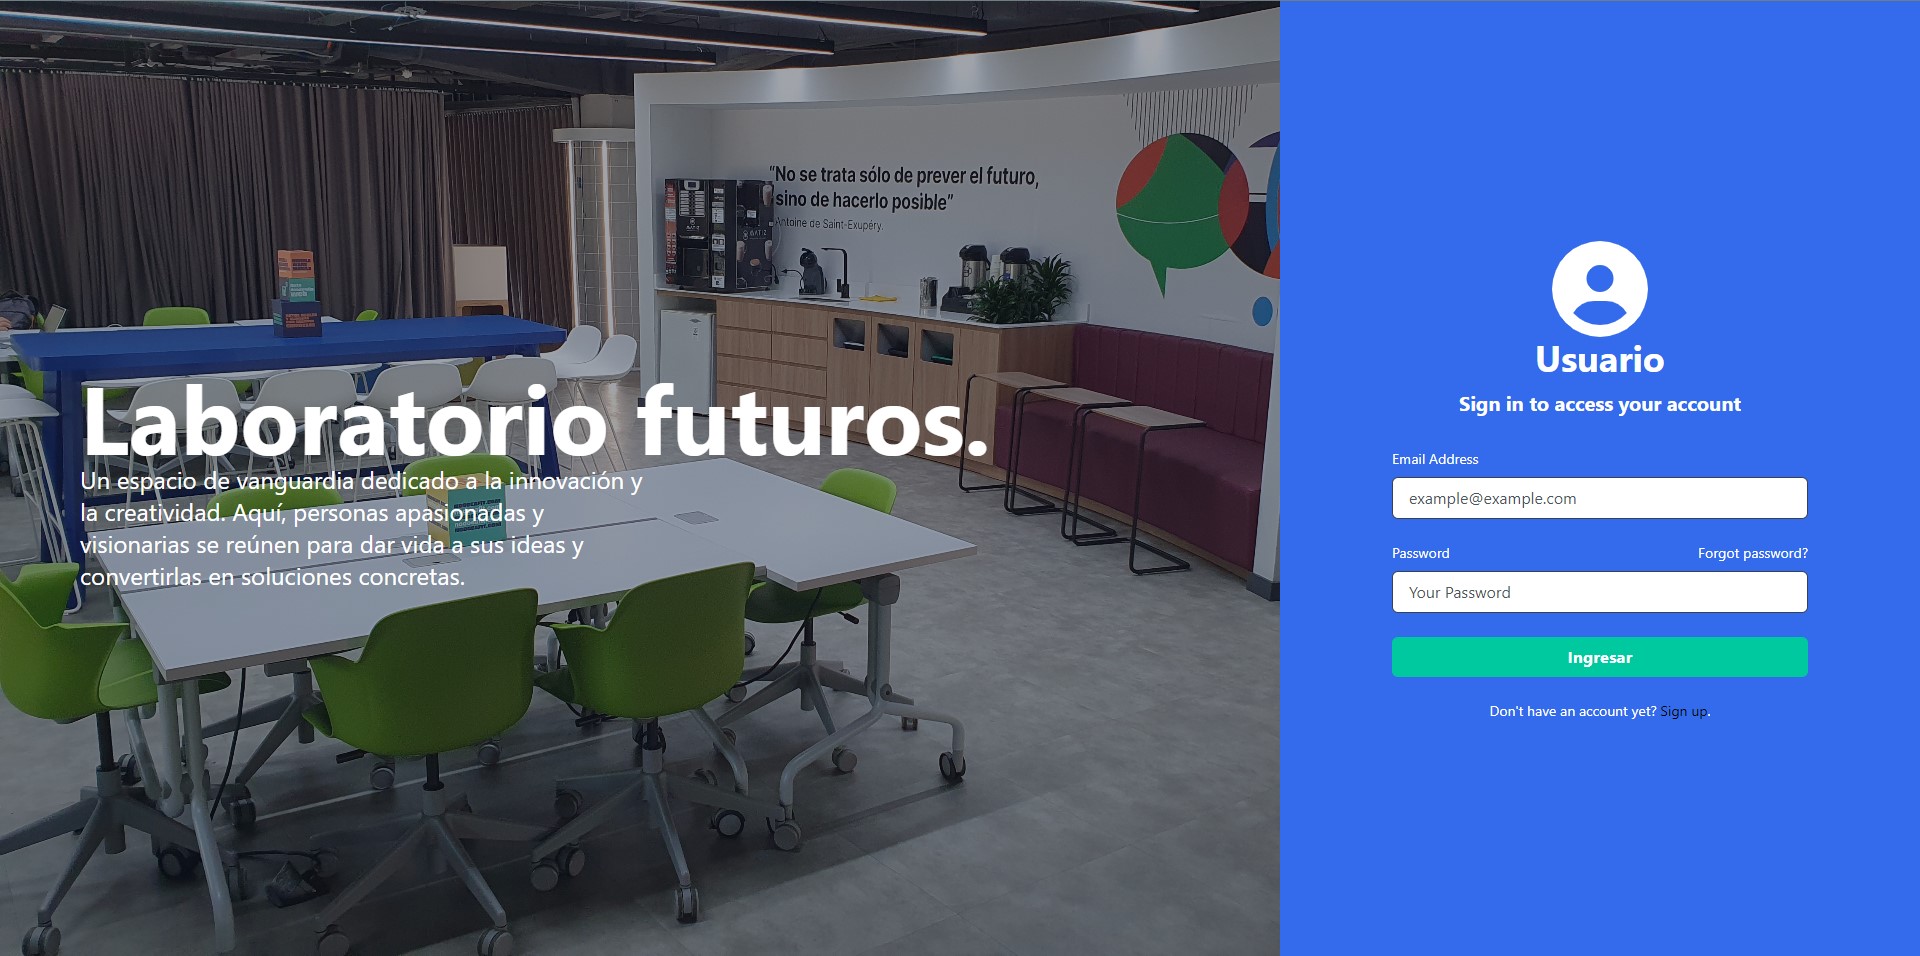 "No se trata sólo de prever el futuro,
sino de hacerlo posible"
Antoine de Saint-Exupéry.
Laboratorio futuros.
Un espacio de vanguardia dedicado a la innovación y
la creatividad. Aquí, personas apasionadas y
visionarias se reúnen para dar vida a sus ideas y
convertirlas en soluciones concretas.
Usuario
Sign in to access your account
Email Address
example@example.com
Password Forgot password?
Your Password
Ingresar
Don't have an account yet? Sign up.